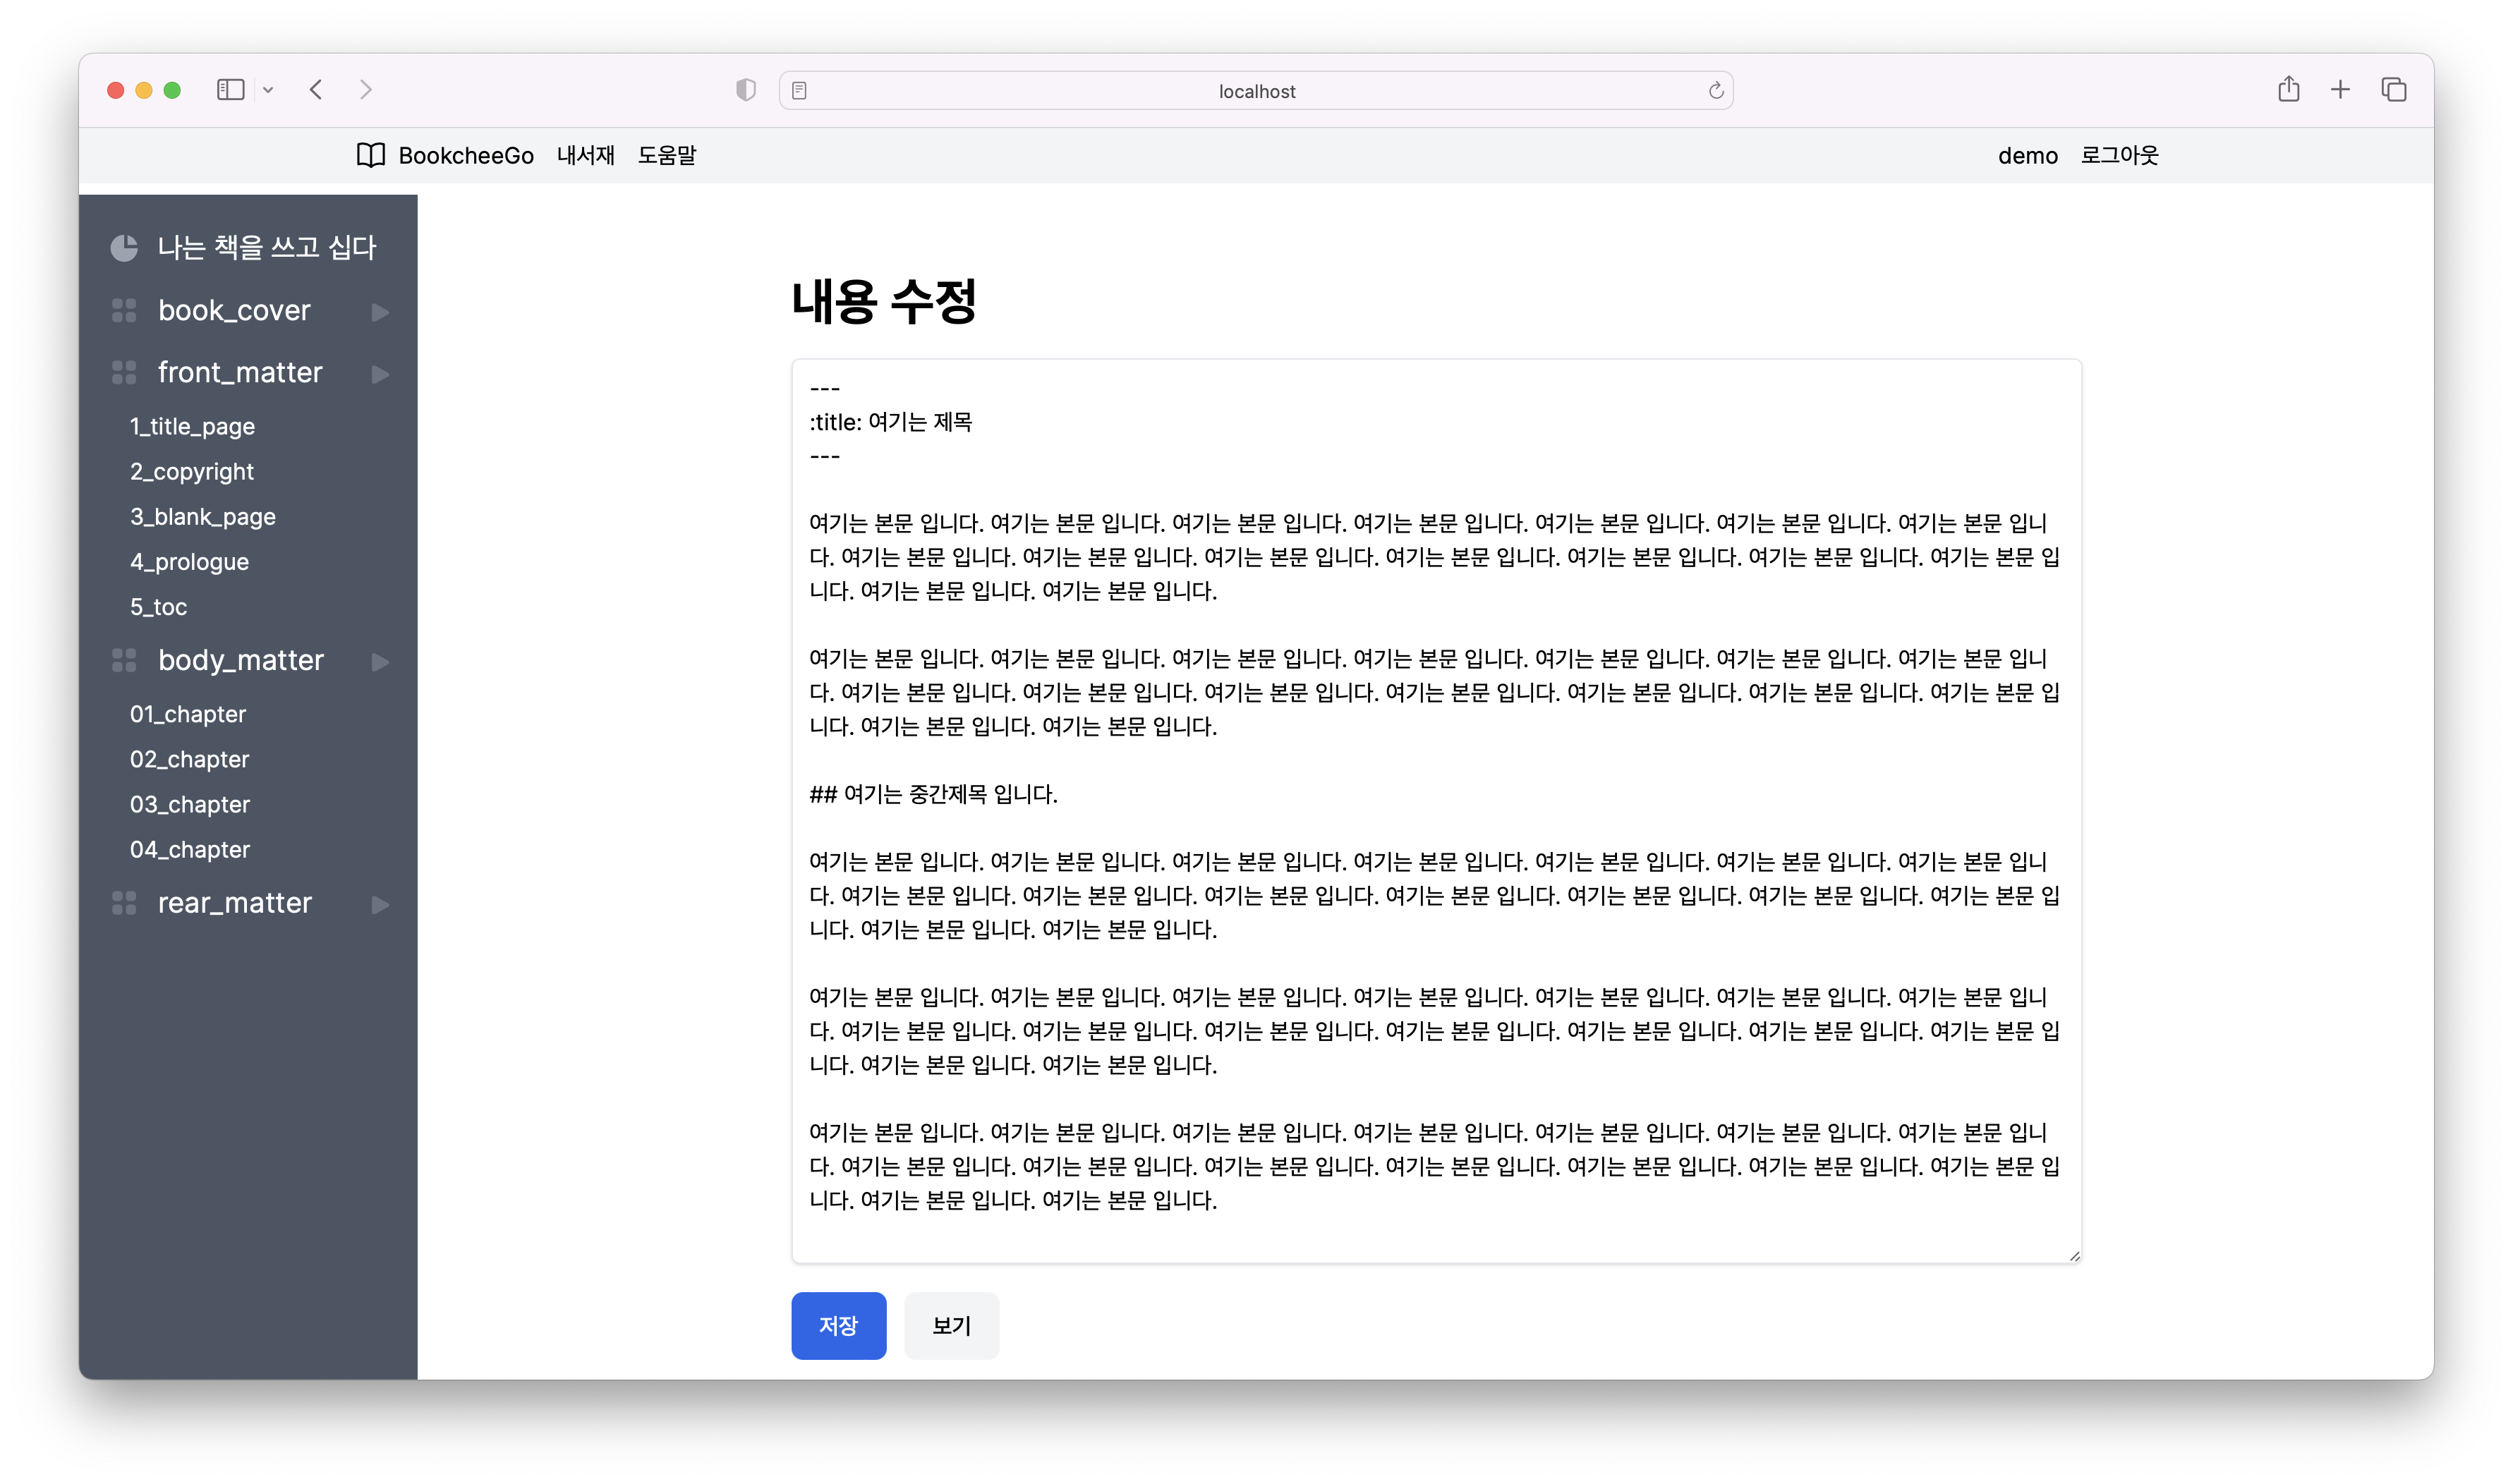 localhost
BookcheeGo 내서재 도움말 demo 로그아웃
나는 책을 쓰고 십다
book_cover
front_matter
1_title_page
2_copyright
3_blank_page
4_prologue
5_toc
body_matter
01_chapter
02_chapter
03_chapter
04_chapter
rear_matter
내용 수정
---
:title: 여기는 제목
---
여기는 본문 입니다. 여기는 본문 입니다. 여기는 본문 입니다. 여기는 본문 입니다. 여기는 본문 입니다. 여기는 본문 입니다. 여기는 본문 입니
다. 여기는 본문 입니다. 여기는 본문 입니다. 여기는 본문 입니다. 여기는 본문 입니다. 여기는 본문 입니다. 여기는 본문 입니다. 여기는 본문 입
니다. 여기는 본문 입니다. 여기는 본문 입니다.
여기는 본문 입니다. 여기는 본문 입니다. 여기는 본문 입니다. 여기는 본문 입니다. 여기는 본문 입니다. 여기는 본문 입니다. 여기는 본문 입니
다. 여기는 본문 입니다. 여기는 본문 입니다. 여기는 본문 입니다. 여기는 본문 입니다. 여기는 본문 입니다. 여기는 본문 입니다. 여기는 본문 입
니다. 여기는 본문 입니다. 여기는 본문 입니다.
## 여기는 중간제목 입니다.
여기는 본문 입니다. 여기는 본문 입니다. 여기는 본문 입니다. 여기는 본문 입니다. 여기는 본문 입니다. 여기는 본문 입니다. 여기는 본문 입니
다. 여기는 본문 입니다. 여기는 본문 입니다. 여기는 본문 입니다. 여기는 본문 입니다. 여기는 본문 입니다. 여기는 본문 입니다. 여기는 본문 입
니다. 여기는 본문 입니다. 여기는 본문 입니다.
여기는 본문 입니다. 여기는 본문 입니다. 여기는 본문 입니다. 여기는 본문 입니다. 여기는 본문 입니다. 여기는 본문 입니다. 여기는 본문 입니
다. 여기는 본문 입니다. 여기는 본문 입니다. 여기는 본문 입니다. 여기는 본문 입니다. 여기는 본문 입니다. 여기는 본문 입니다. 여기는 본문 입
니다. 여기는 본문 입니다. 여기는 본문 입니다.
여기는 본문 입니다. 여기는 본문 입니다. 여기는 본문 입니다. 여기는 본문 입니다. 여기는 본문 입니다. 여기는 본문 입니다. 여기는 본문 입니
다. 여기는 본문 입니다. 여기는 본문 입니다. 여기는 본문 입니다. 여기는 본문 입니다. 여기는 본문 입니다. 여기는 본문 입니다. 여기는 본문 입
니다. 여기는 본문 입니다. 여기는 본문 입니다.
저장 보기